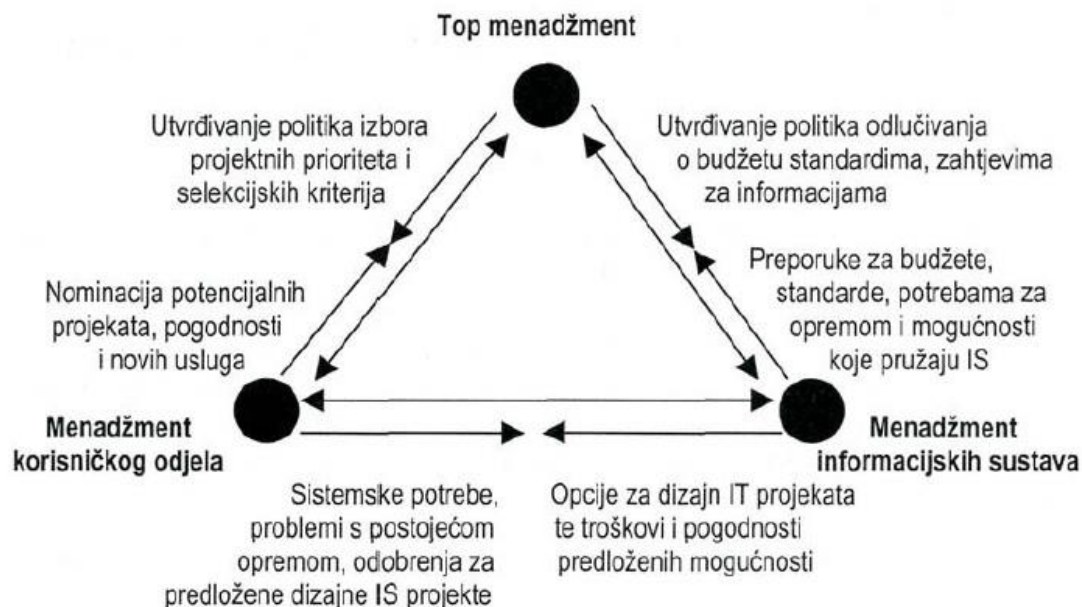 Top menadžment
Utvrđivanje politika izbora
projektnih prioriteta i
selekcijskih kriterija
Utvrđivanje politika odlučivanja
o budžetu standardima, zahtjevima
za informacijama
Nominacija potencijalnih
projekata, pogodnosti
i novih usluga
Preporuke za budžete,
standarde, potrebama za
opremom i mogućnosti
koje pružaju IS
Menadžment
korisničkog odjela
Menadžment
informacijskih sustava
Sistemske potrebe,
problemi s postojećom
opremom, odobrenja za
predložene dizajne IS projekte
Opcije za dizajn IT projekata
te troškovi i pogodnosti
predloženih mogućnosti